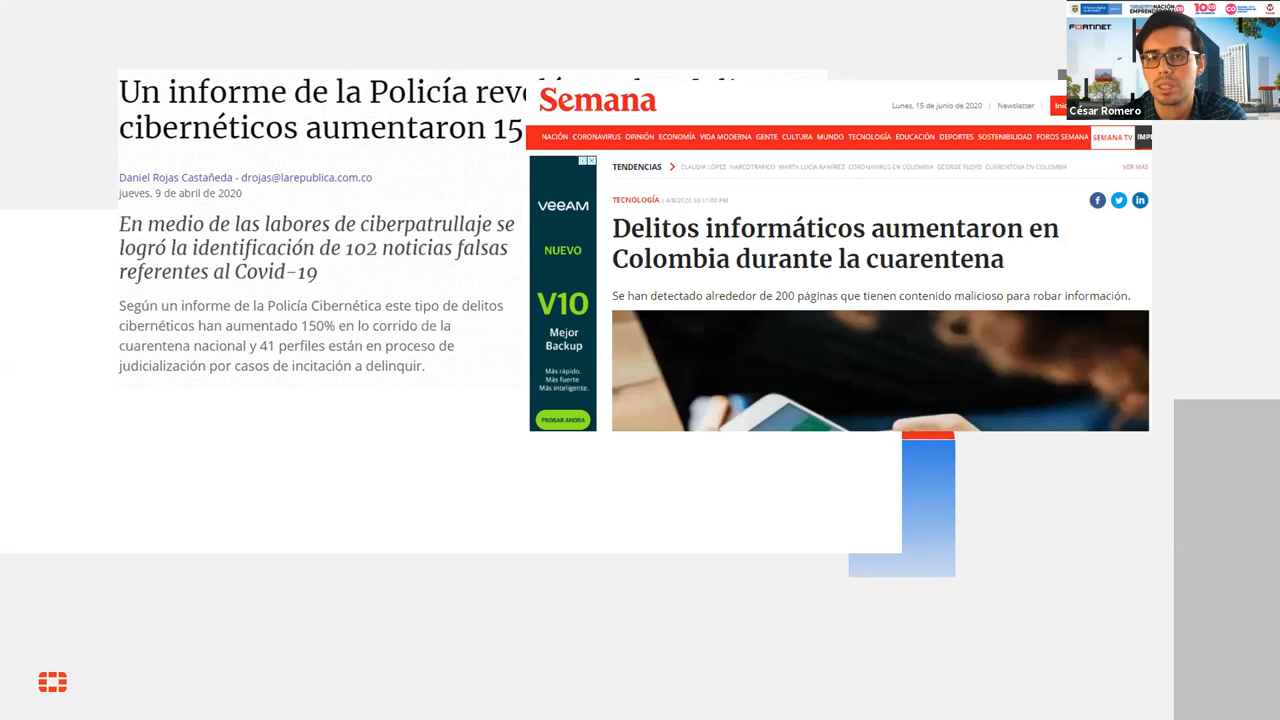 Un informe de la Policía rev
cibernéticos aumentaron 15
Daniel Rojas Castañeda - drojas@larepublica.com.co
jueves, 9 de abril de 2020
En medio de las labores de ciberpatrullaje se
logró la identificación de 102 noticias falsas
referentes al Covid-19
Según un informe de la Policía Cibernética este tipo de delitos
cibernéticos han aumentado 150% en lo corrido de la
cuarentena nacional y 41 perfiles están en proceso de
judicialización por casos de incitación a delinquir.
Semana
Lunes, 15 de junio de 2020 | Newsletter |
NACIÓN CORONAVIRUS OPINIÓN ECONOMÍA VIDA MODERNA GENTE CULTURA MUNDO TECNOLOGÍA EDUCACIÓN DEPORTES SOSTENIBILIDAD FOROS SEMANA SEMANA TV IMP
TENDENCIAS CLAUDIA LÓPEZ NARCOTRÁFICO MARTA LUCÍA RAMÍREZ CORONAVIRUS EN COLOMBIA GEORGE FLOYD CUARENTENA EN COLOMBIA VER MÁS
TECNOLOGÍA | 4/8/2020 10:11:00 PM
Delitos informáticos aumentaron en
Colombia durante la cuarentena
Se han detectado alrededor de 200 páginas que tienen contenido malicioso para robar información.
veeam
NUEVO
V10
Mejor
Backup
Más rápido.
Más fuerte.
Más inteligente.
PROBAR AHORA
FORTINET
César Romero